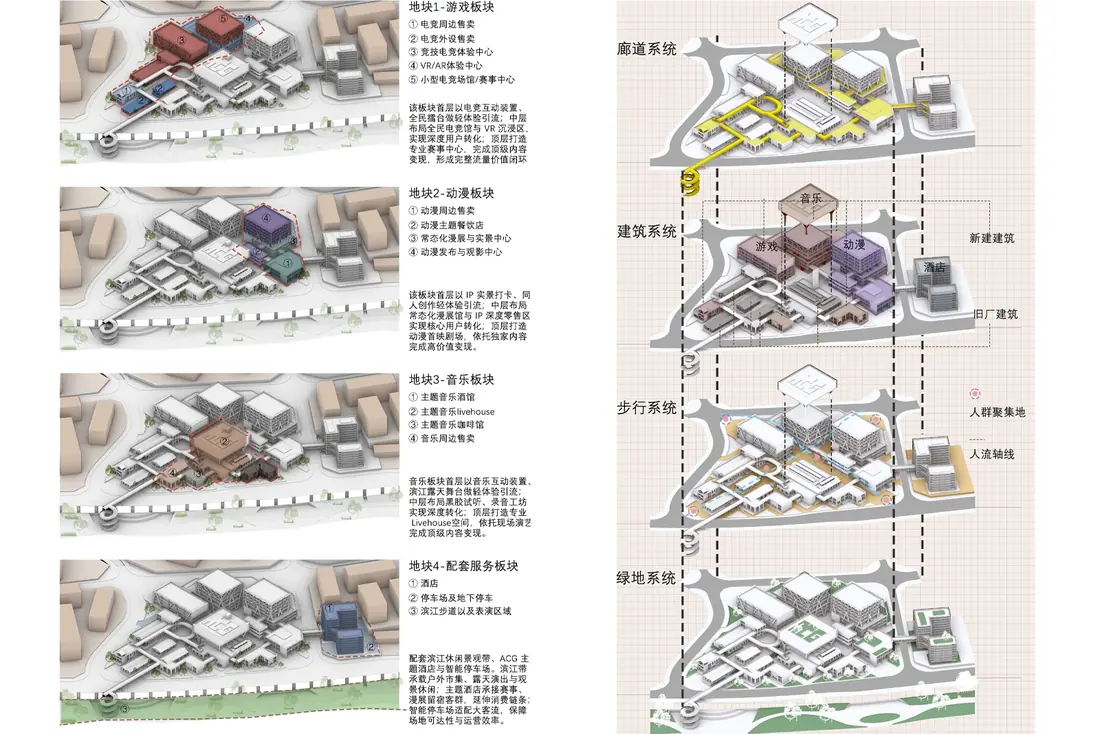 地块1-游戏板块
① 电竞周边售卖
② 电竞外设售卖
③ 竞技电竞体验中心
④ VR/AR体验中心
⑤ 小型电竞场馆/赛事中心
该板块首层以电竞互动装置、
全民擂台做轻体验引流；中层
布局全民电竞馆与 VR 沉浸区，
实现深度用户转化；顶层打造
专业赛事中心，完成顶级内容
变现，形成完整流量价值闭环
地块2-动漫板块
① 动漫周边售卖
② 动漫主题餐饮店
③ 常态化漫展与实景中心
④ 动漫发布与观影中心
该板块首层以 IP 实景打卡、同
人创作轻体验引流；中层布局
常态化漫展馆与 IP 深度零售区
实现核心用户转化；顶层打造
动漫首映剧场，依托独家内容
完成高价值变现。
地块3-音乐板块
① 主题音乐酒馆
② 主题音乐livehouse
③ 主题音乐咖啡馆
④ 音乐周边售卖
音乐板块首层以音乐互动装置、
滨江露天舞台做轻体验引流；
中层布局黑胶试听、录音工坊
实现深度转化；顶层打造专业
Livehouse空间，依托现场演艺
完成顶级内容变现。
地块4-配套服务板块
① 酒店
② 停车场及地下停车
③ 滨江步道以及表演区域
配套滨江休闲景观带、ACG 主
题酒店与智能停车场。滨江带
承载户外市集、露天演出与观
景休闲；主题酒店承接赛事、
漫展留宿客群，延伸消费链条；
智能停车场适配大客流，保障
场地可达性与运营效率。
廊道系统
建筑系统
音乐
游戏
动漫
酒店
新建建筑
旧厂建筑
步行系统
人群聚集地
人流轴线
绿地系统
ACG